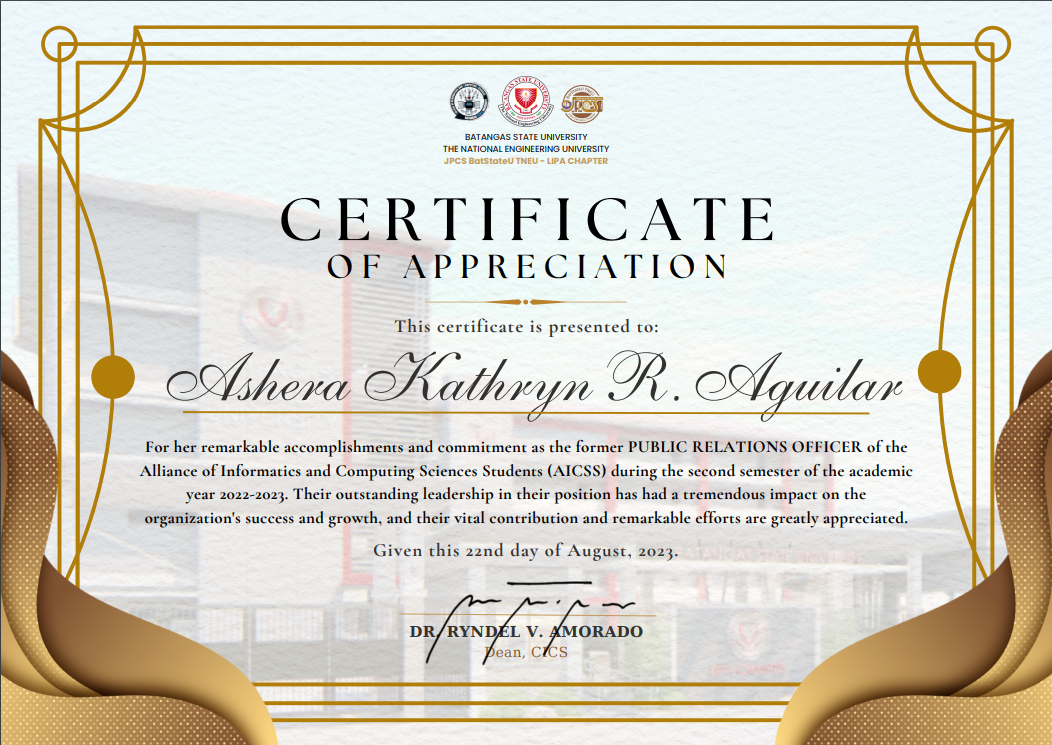 BATANGAS STATE UNIVERSITY
THE NATIONAL ENGINEERING UNIVERSITY
JPCS BatStateU TNEU - LIPA CHAPTER
CERTIFICATE
OF APPRECIATION
This certificate is presented to:
Ashera Kathryn R. Aguilar
For her remarkable accomplishments and commitment as the former PUBLIC RELATIONS OFFICER of the
Alliance of Informatics and Computing Sciences Students (AICSS) during the second semester of the academic
year 2022-2023. Their outstanding leadership in their position has had a tremendous impact on the
organization's success and growth, and their vital contribution and remarkable efforts are greatly appreciated.
Given this 22nd day of August, 2023.
DR. RYNDEL V. AMORADO
Dean, CICS